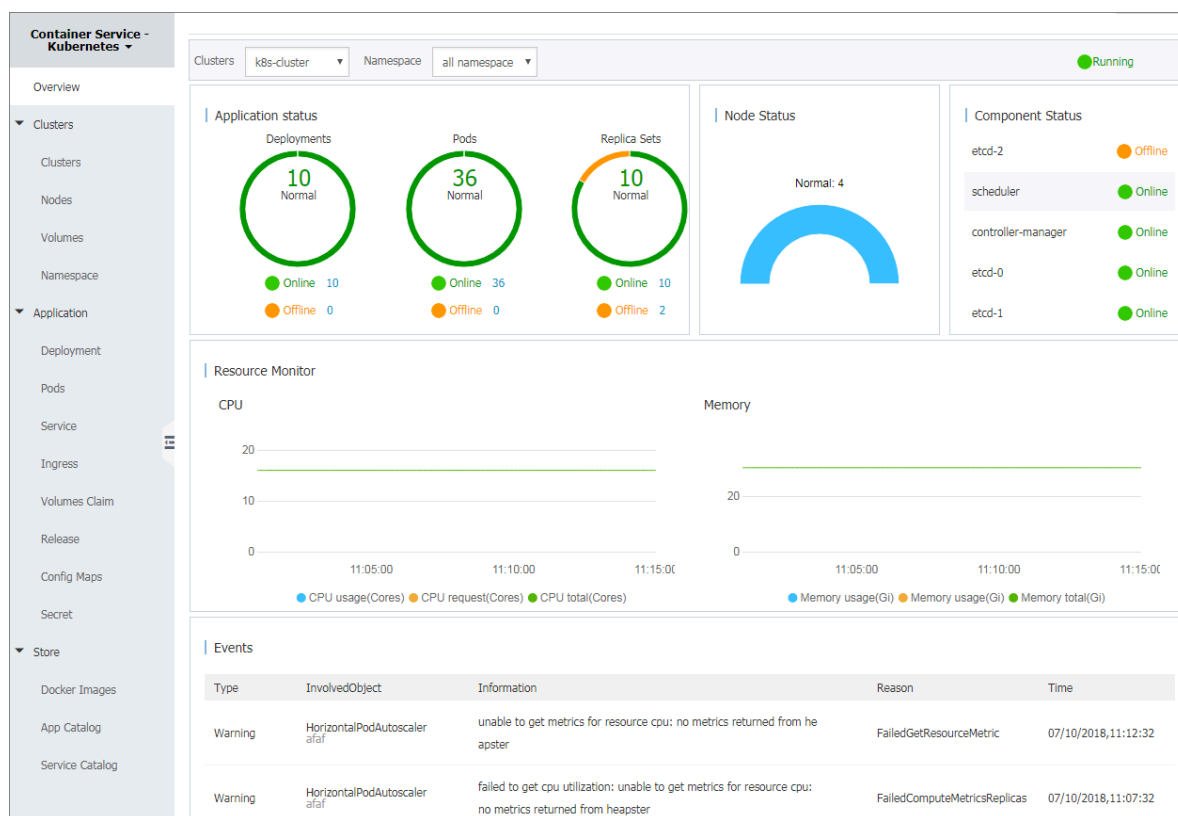 Container Service -
Kubernetes
Overview
Clusters
Clusters
Nodes
Volumes
Namespace
Application
Deployment
Pods
Service
Ingress
Volumes Claim
Release
Config Maps
Secret
Store
Docker Images
App Catalog
Service Catalog
Clusters k8s-cluster Namespace all namespace Running
Application status
Deployments Pods Replica Sets
10 36 10
Normal Normal Normal
Online 10 Online 36 Online 10
Offline 0 Offline 0 Offline 2
Node Status
Normal: 4
Component Status
etcd-2 Offline
scheduler Online
controller-manager Online
etcd-0 Online
etcd-1 Online
Resource Monitor
CPU
20
10
0
11:05:00 11:10:00 11:15:0(
CPU usage(Cores) CPU request(Cores) CPU total(Cores)
Memory
20
0
11:05:00 11:10:00 11:15:0(
Memory usage(Gi) Memory usage(Gi) Memory total(Gi)
Events
Type InvolvedObject Information Reason Time
Warning HorizontalPodAutoscaler afaf unable to get metrics for resource cpu: no metrics returned from he
apster FailedGetResourceMetric 07/10/2018,11:12:32
Warning HorizontalPodAutoscaler afaf failed to get cpu utilization: unable to get metrics for resource cpu:
no metrics returned from heapster FailedComputeMetricsReplicas 07/10/2018,11:07:32